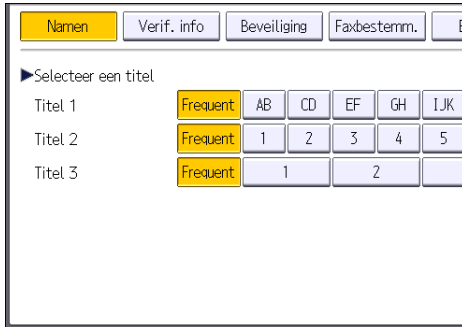 Namen Verif. info Beveiliging Faxbestemm. E
▶Selecteer een titel
Titel 1 Frequent AB CD EF GH IJK
Titel 2 Frequent 1 2 3 4 5
Titel 3 Frequent 1 2